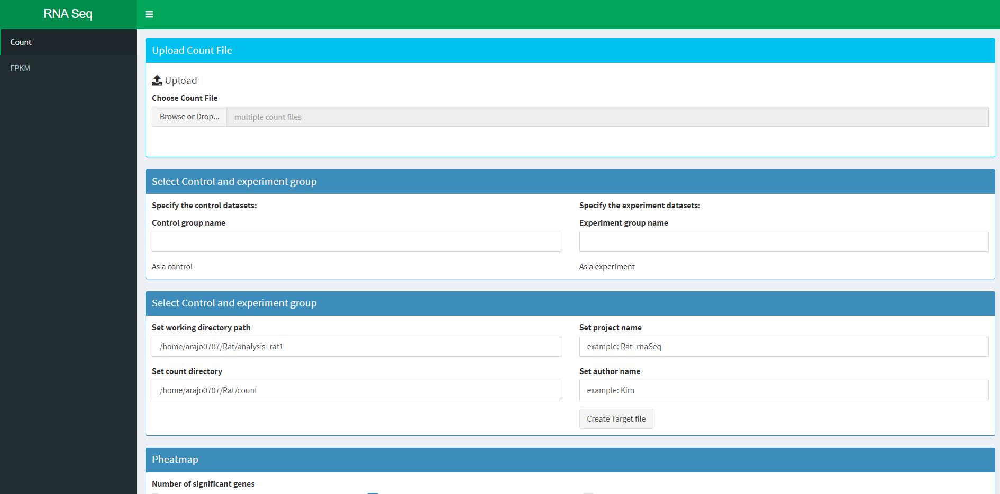 RNA Seq
Count
FPKM
Upload Count File
Upload
Choose Count File
Browse or Drop...
multiple count files
Select Control and experiment group
Specify the control datasets:
Specify the experiment datasets:
Control group name
Experiment group name
As a control
As a experiment
Select Control and experiment group
Set working directory path
Set project name
/home/arajo0707/Rat/analysis_rat1
example: Rat_rnaSeq
Set count directory
Set author name
/home/arajo0707/Rat/count
example: Kim
Create Target file
Pheatmap
Number of significant genes